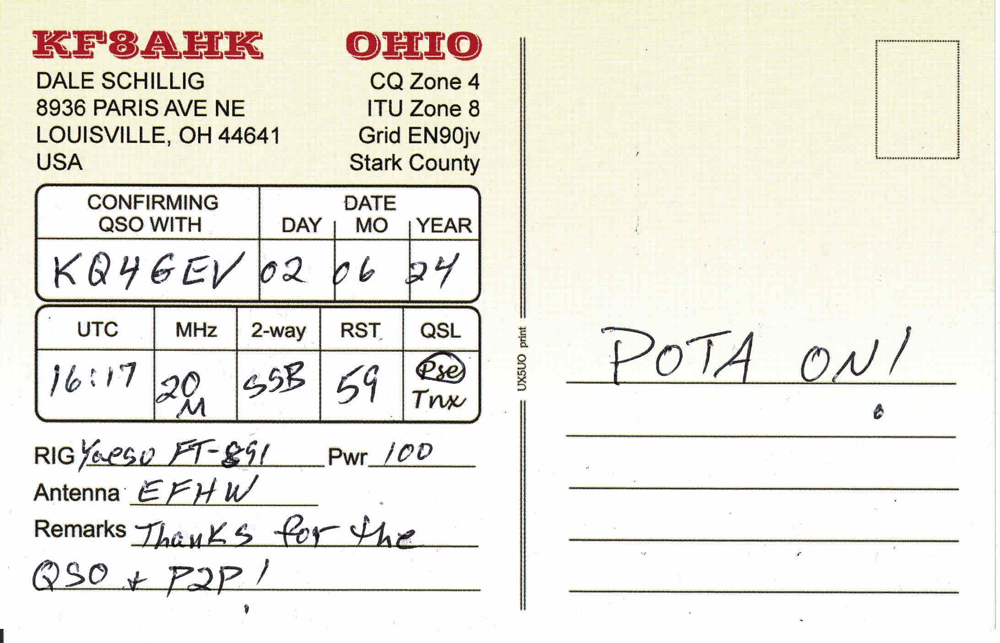 KF8AHK OHIO
DALE SCHILLIG CQ Zone 4
8936 PARIS AVE NE ITU Zone 8
LOUISVILLE, OH 44641 Grid EN90jv
USA Stark County
CONFIRMING DATE
QSO WITH DAY MO YEAR
KQ4GEV 02 06 24
UTC MHz 2-way RST QSL
16:17 20 M SSB 59 Pse
Tnx
RIG Yaesu FT-891 Pwr 100
Antenna EFHW
Remarks Thanks for the
QSO + P2P!
UX5UO print
POTA ON!